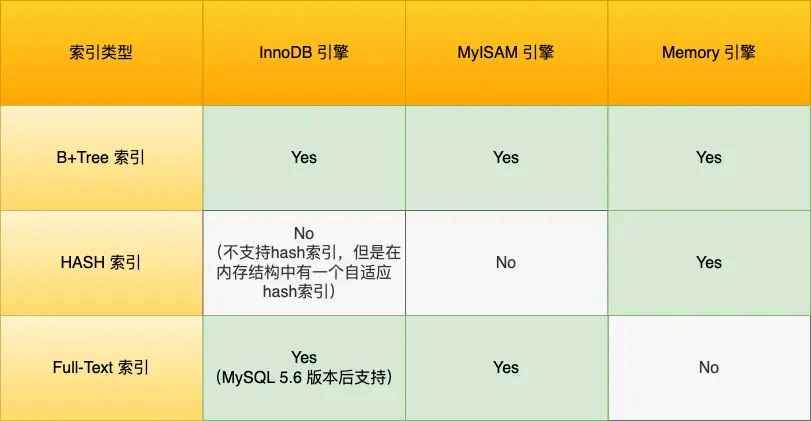 索引类型
InnoDB 引擎
MyISAM 引擎
Memory 引擎
B+Tree 索引
Yes
Yes
Yes
HASH 索引
No
（不支持hash索引，但是在
内存结构中有一个自适应
hash索引）
No
Yes
Full-Text 索引
Yes
（MySQL 5.6 版本后支持）
Yes
No